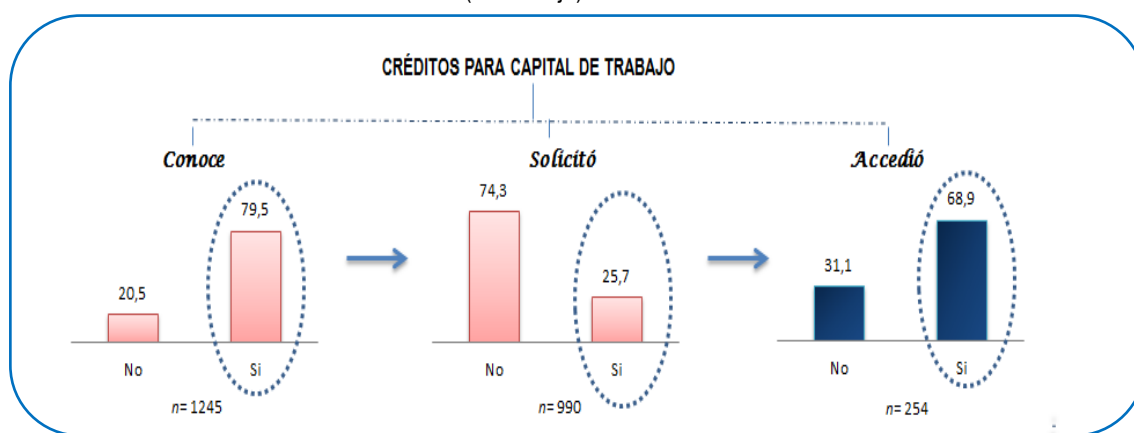 CRÉDITOS PARA CAPITAL DE TRABAJO
Conoce
Solicitó
Accedió
79,5
20,5
No
Si
n= 1245
74,3
25,7
No
Si
n= 990
68,9
31,1
No
Si
n= 254